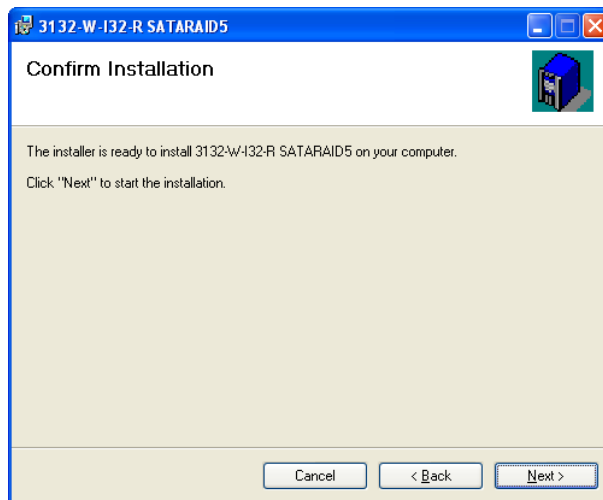 3132-W-I32-R SATARAID5
Confirm Installation
The installer is ready to install 3132-W-I32-R SATARAID5 on your computer.
Click "Next" to start the installation.
Cancel
< Back
Next >